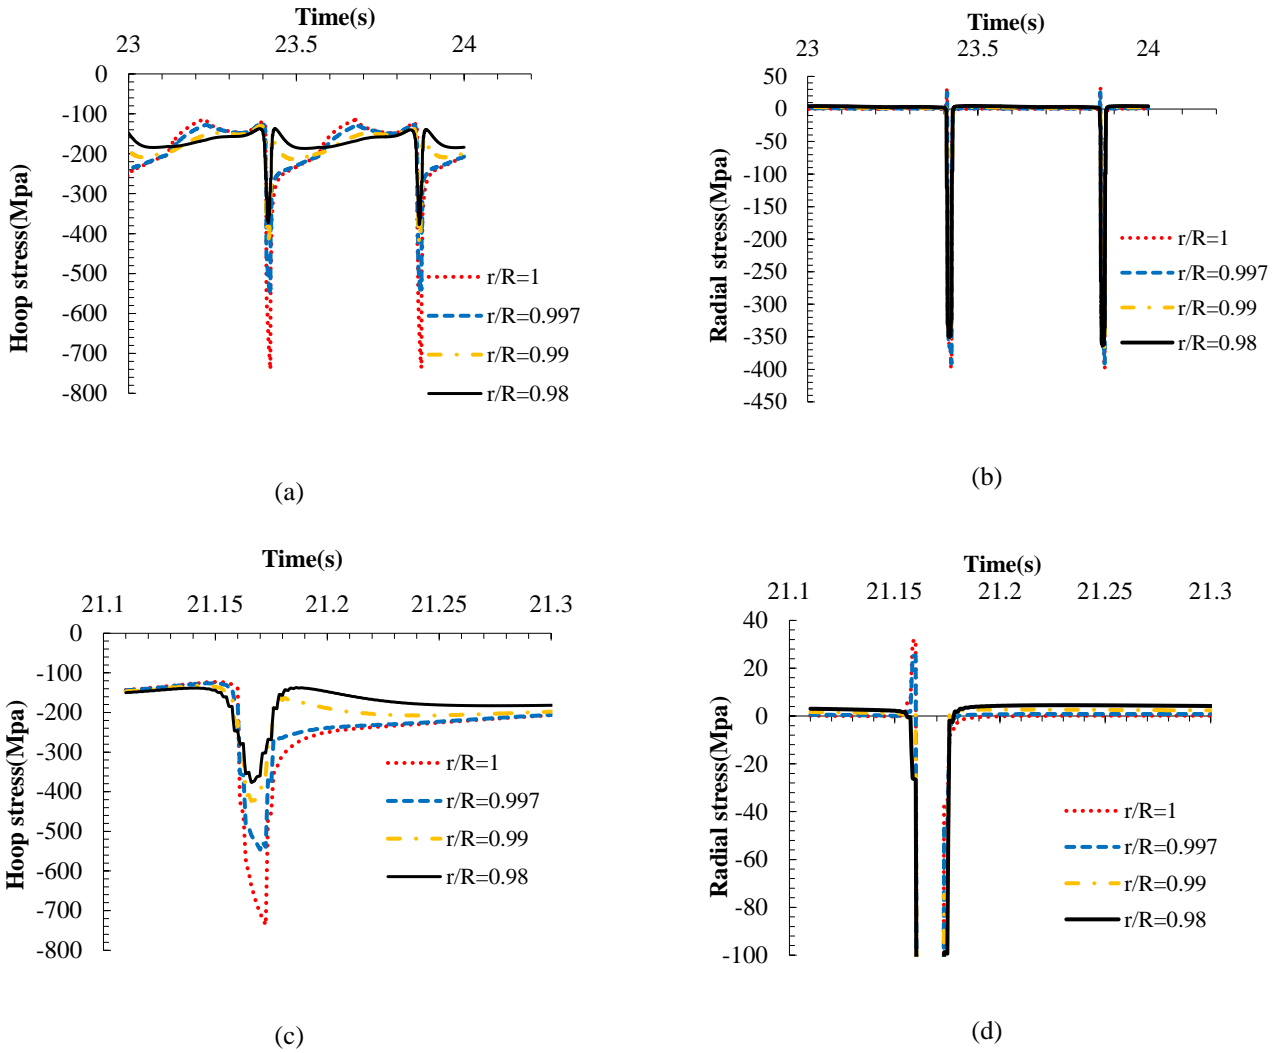 Time(s)
23
23.5
24
0
-100
-200
-300
-400
-500
-600
-700
-800
Hoop stress(Mpa)
r/R=1
r/R=0.997
r/R=0.99
r/R=0.98
(a)
Time(s)
23
23.5
24
50
0
-50
-100
-150
-200
-250
-300
-350
-400
-450
Radial stress(Mpa)
r/R=1
r/R=0.997
r/R=0.99
r/R=0.98
(b)
Time(s)
21.1
21.15
21.2
21.25
21.3
0
-100
-200
-300
-400
-500
-600
-700
-800
Hoop stress(Mpa)
r/R=1
r/R=0.997
r/R=0.99
r/R=0.98
(c)
Time(s)
21.1
21.15
21.2
21.25
21.3
40
20
0
-20
-40
-60
-80
-100
Radial stress(Mpa)
r/R=1
r/R=0.997
r/R=0.99
r/R=0.98
(d)